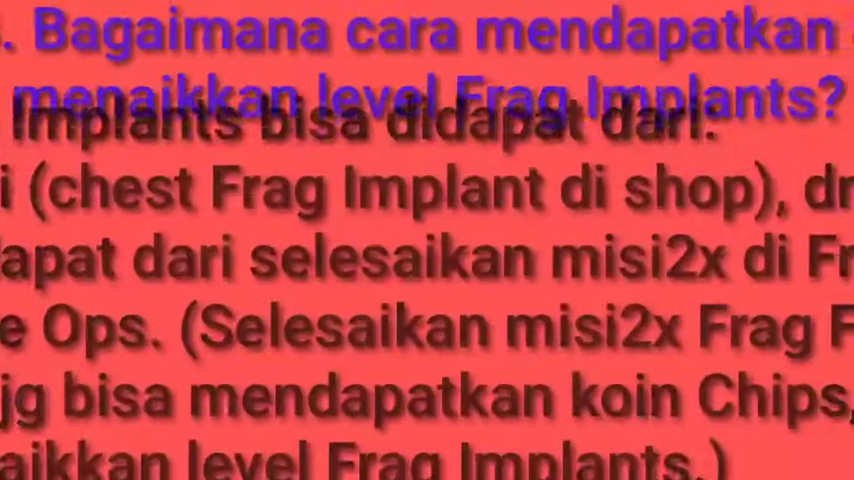 . Bagaimana cara mendapatkan
menaikkan level Frag Implants?
Implants bisa didapat dari:
i (chest Frag Implant di shop), dr
apat dari selesaikan misi2x di Fr
e Ops. (Selesaikan misi2x Frag F
jg bisa mendapatkan koin Chips,
aikkan level Frag Implants.)